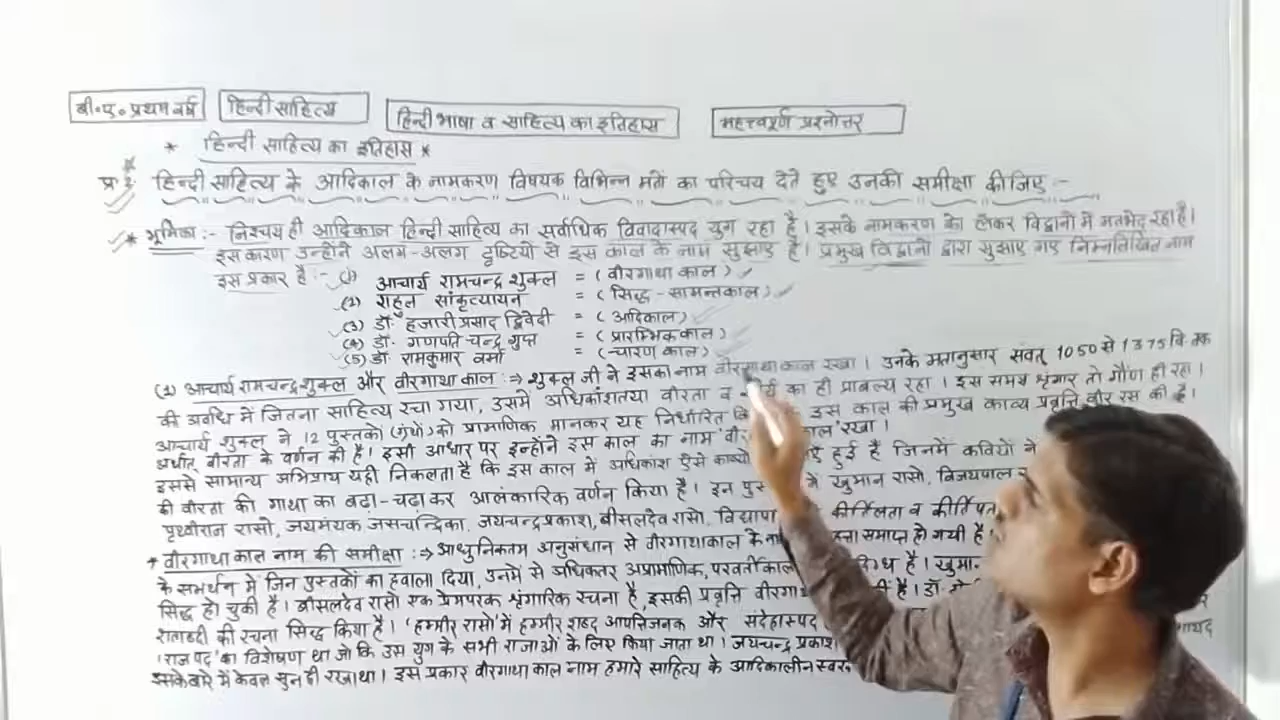 बी॰ए॰ प्रथम वर्ष
हिन्दी साहित्य
हिन्दी भाषा व साहित्य का इतिहास
महत्त्वपूर्ण प्रश्नोत्तर
* हिन्दी साहित्य का इतिहास *
प्र॰ हिन्दी साहित्य के आदिकाल के नामकरण विषयक विभिन्न मतों का परिचय देते हुए उनकी समीक्षा कीजिए :-
* भूमिका :- निश्चय ही आदिकाल हिन्दी साहित्य का सर्वाधिक विवादास्पद युग रहा है। इसके नामकरण को लेकर विद्वानों में मतभेद रहा है।
इस कारण उन्होंने अलग-अलग दृष्टियों से इस काल के नाम सुझाए हैं। प्रमुख विद्वानों द्वारा सुझाए गए निम्नलिखित नाम
इस प्रकार है :- (1) आचार्य रामचन्द्र शुक्ल = (वीरगाथा काल)
(2) राहुल सांकृत्यायन = (सिद्ध-सामन्तकाल)
(3) डॉ॰ हजारी प्रसाद द्विवेदी = (आदिकाल)
(4) डॉ॰ गणपति चन्द्र गुप्त = (प्रारम्भिक काल)
(5) डॉ रामकुमार वर्मा = (चारण काल)
(1) आचार्य रामचन्द्र शुक्ल और वीरगाथा काल :⇒ शुक्ल जी ने इसका नाम वीरगाथा काल रखा। उनके मतानुसार संवत् 1050 से 1375 वि॰ तक
की अवधि में जितना साहित्य रचा गया, उसमें अधिकांशतया वीरता व का ही प्राबल्य रहा। इस समय श्रृंगार तो गौण ही रहा।
आचार्य शुक्ल ने 12 पुस्तकों (ग्रंथों) को प्रामाणिक मानकर यह निर्धारित इस काल की प्रमुख काव्य प्रवृत्ति वीर रस की है।
अर्थात् वीरता के वर्णन की है। इसी आधार पर इन्होंने इस काल का नाम 'वीर काल' रखा।
इससे सामान्य अभिप्राय यही निकलता है कि इस काल में अधिकांश ऐसे काव्यों हुई हैं जिनमें कवियों ने
की वीरता की गाथा का बढ़ा-चढ़ाकर आलंकारिक वर्णन किया है। इन खुमान रासो, विजयपाल
पृथ्वीराज रासो, जयमंयक जसचन्द्रिका, जयचन्द्रप्रकाश, बीसलदेव रासो, कीर्तिलता व
* वीरगाथा काल नाम की समीक्षा :⇒ आधुनिकतम अनुसंधान से वीरगाथाकाल के समाप्त हो गयी है।
के समर्थन में जिन पुस्तकों का हवाला दिया, उनमें से अधिकतर अप्रामाणिक, परवर्तीकाल है।
सिद्ध हो चुकी हैं। बीसलदेव रासो एक प्रेमपरक श्रृंगारिक रचना है, इसकी प्रवृत्ति है। डॉ॰
शताब्दी की रचना सिद्ध किया है। 'हम्मीर रासो' में हम्मीर शब्द आपत्तिजनक और संदेहास्पद
'राजपद' का विशेषण था जो कि उस युग के सभी राजाओं के लिए किया जाता था। जयचन्द्र प्रकाश
इसके बारे में केवल सुन ही रखा था। इस प्रकार वीरगाथा काल नाम हमारे साहित्य के आदिकालीन